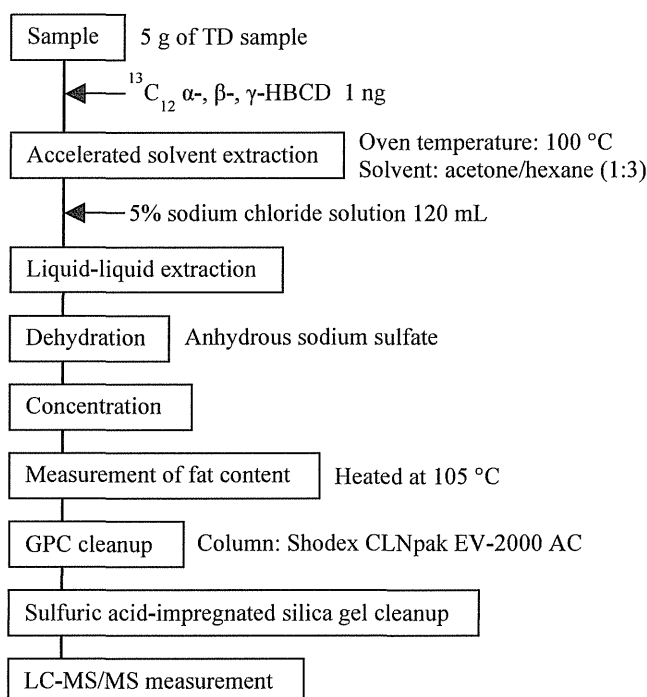 Sample 5 g of TD sample
¹³C₁₂ α-, β-, γ-HBCD 1 ng
Accelerated solvent extraction
Oven temperature: 100 °C
Solvent: acetone/hexane (1:3)
5% sodium chloride solution 120 mL
Liquid-liquid extraction
Dehydration Anhydrous sodium sulfate
Concentration
Measurement of fat content Heated at 105 °C
GPC cleanup Column: Shodex CLNpak EV-2000 AC
Sulfuric acid-impregnated silica gel cleanup
LC-MS/MS measurement